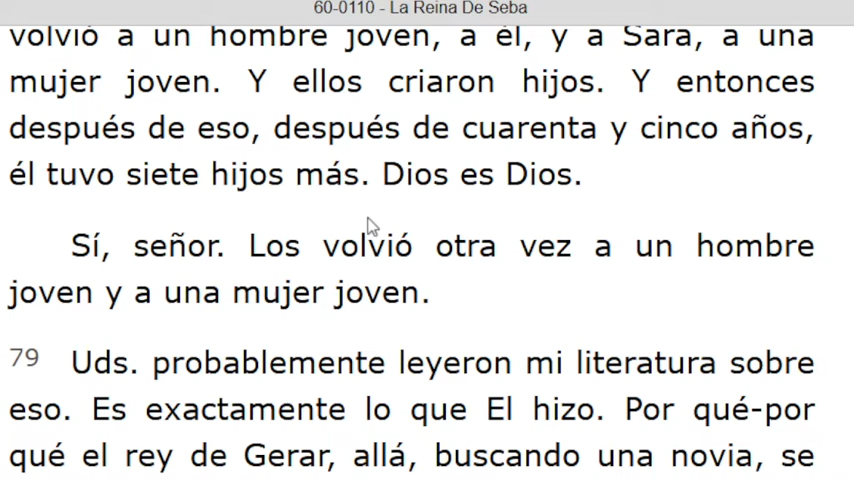 60-0110 - La Reina De Seba
volvió a un hombre joven, a él, y a Sara, a una
mujer joven. Y ellos criaron hijos. Y entonces
después de eso, después de cuarenta y cinco años,
él tuvo siete hijos más. Dios es Dios.
Sí, señor. Los volvió otra vez a un hombre
joven y a una mujer joven.
79 Uds. probablemente leyeron mi literatura sobre
eso. Es exactamente lo que El hizo. Por qué-por
qué el rey de Gerar, allá, buscando una novia, se